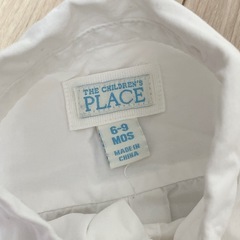 THE CHILDREN'S
PLACE
6-9
MOS
MADE IN
CHINA